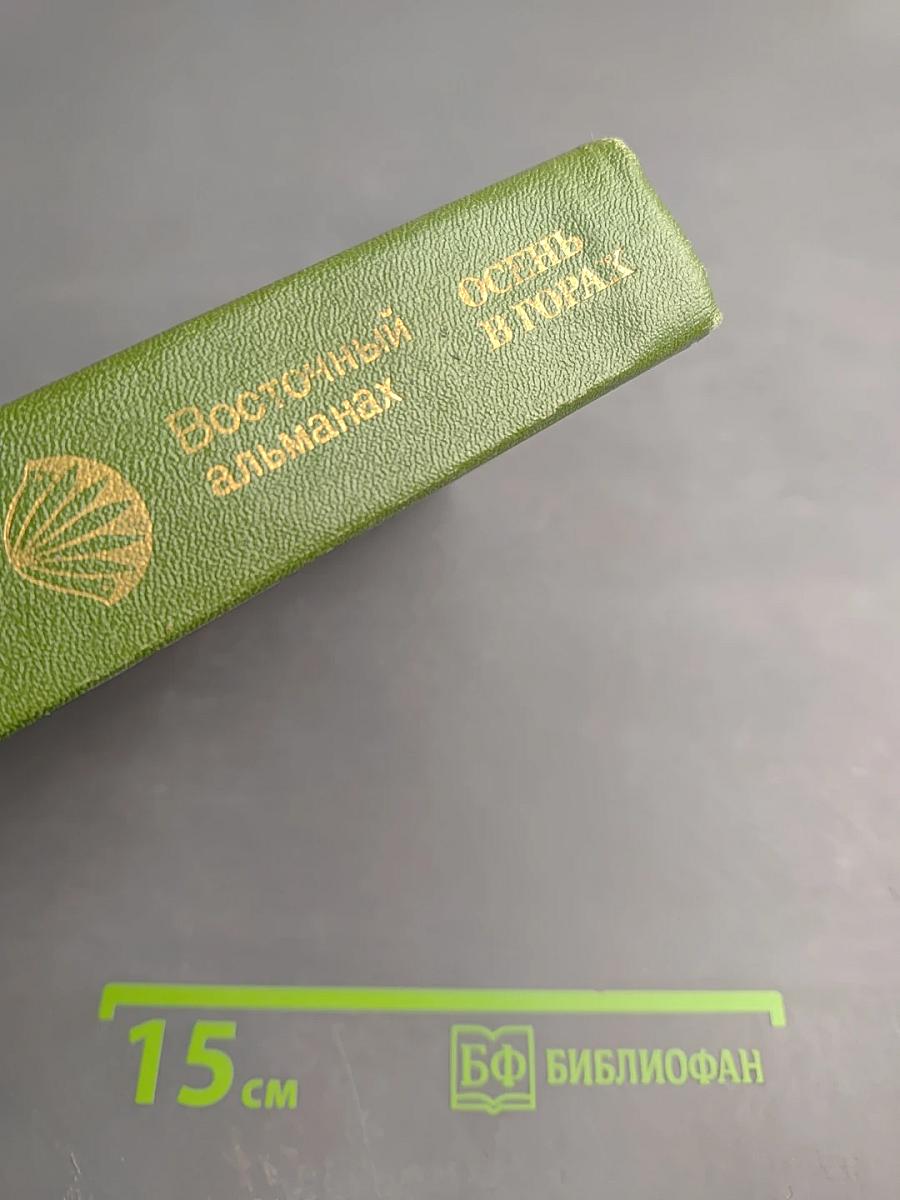 Восточный
альманах
ОСЕНЬ
В ГОРАХ
15 см
БФ БИБЛИОФАН